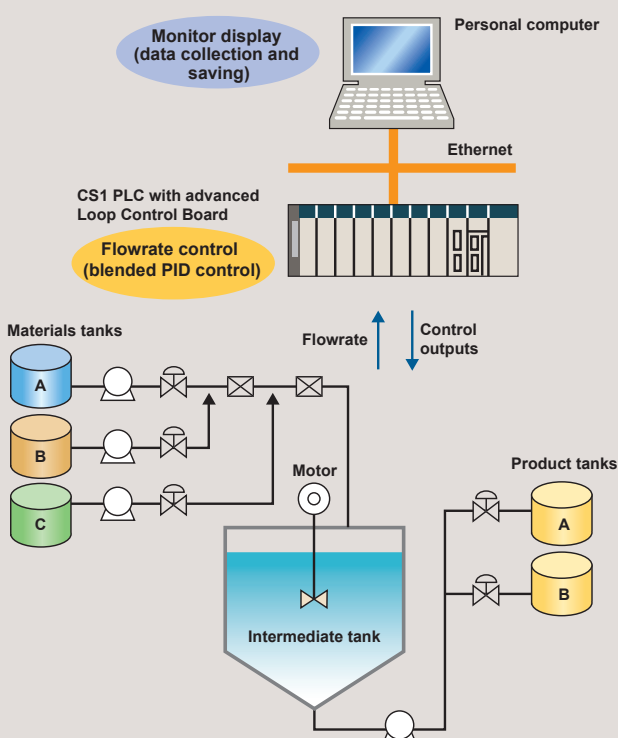 Monitor display
(data collection and
saving)
Personal computer
Ethernet
CS1 PLC with advanced
Loop Control Board
Flowrate control
(blended PID control)
Flowrate
Control
outputs
Materials tanks
A
B
C
Motor
Intermediate tank
Product tanks
A
B